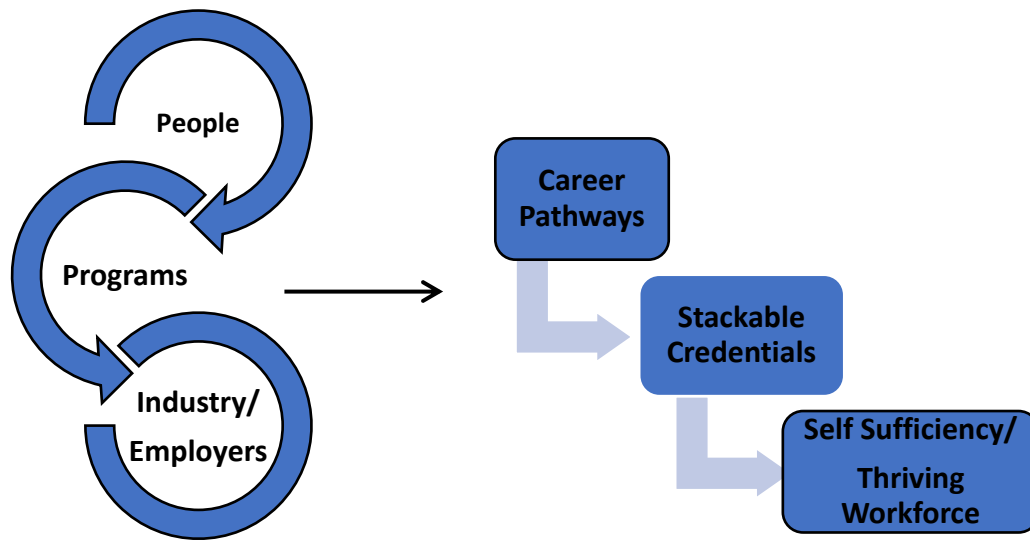 People
Programs
Industry/
Employers
Career
Pathways
Stackable
Credentials
Self Sufficiency/
Thriving
Workforce